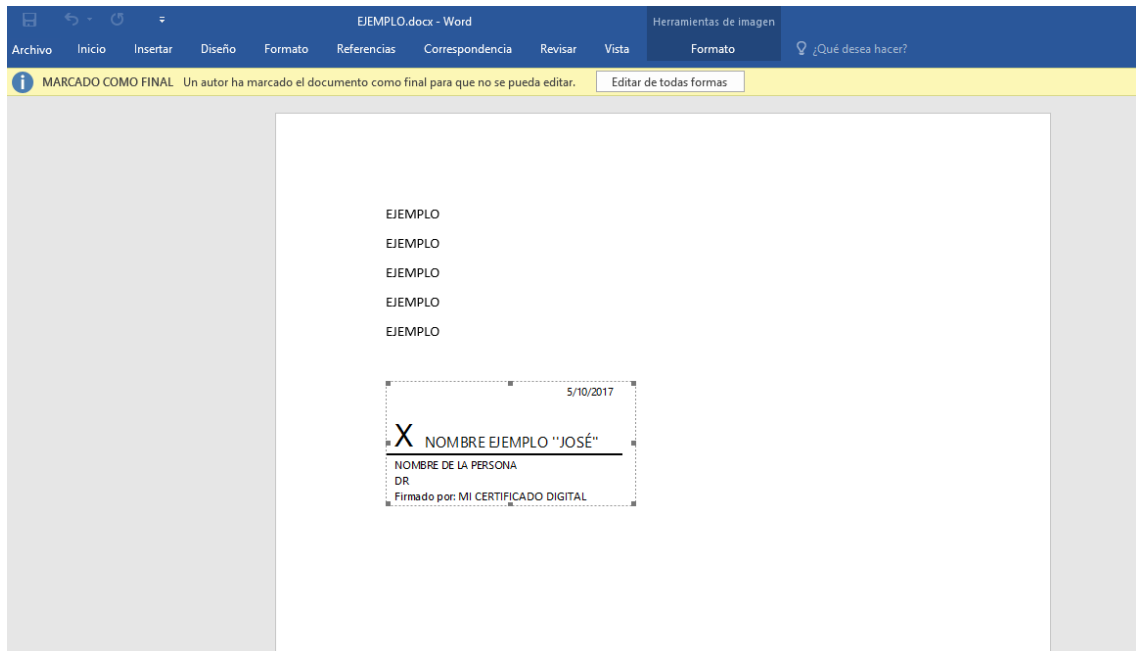 EJEMPLO.docx - Word
Herramientas de imagen
Archivo Inicio Insertar Diseño Formato Referencias Correspondencia Revisar Vista Formato ¿Qué desea hacer?
MARCADO COMO FINAL Un autor ha marcado el documento como final para que no se pueda editar. Editar de todas formas
EJEMPLO
EJEMPLO
EJEMPLO
EJEMPLO
EJEMPLO
5/10/2017
X NOMBRE EJEMPLO ''JOSÉ''
NOMBRE DE LA PERSONA
DR
Firmado por: MI CERTIFICADO DIGITAL